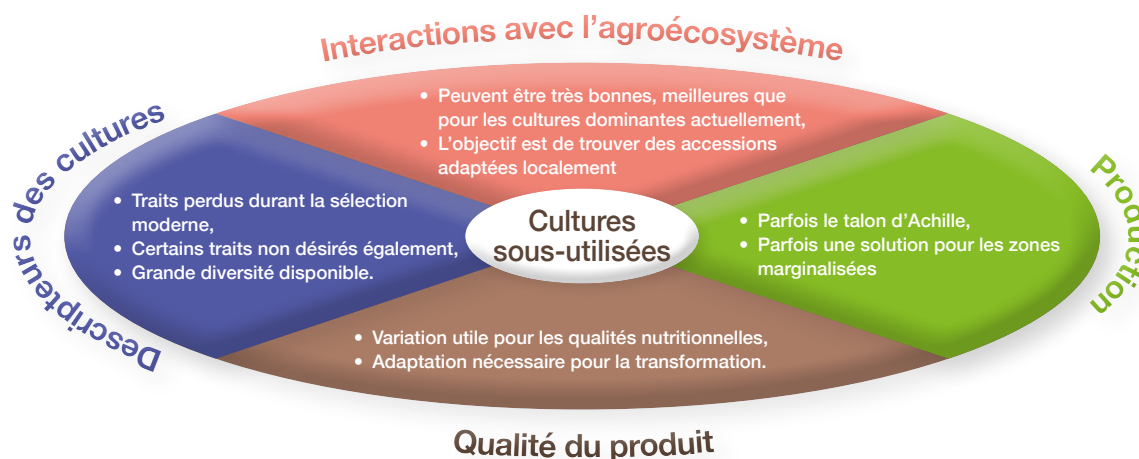 Interactions avec l'agroécosystème
• Peuvent être très bonnes, meilleures que
pour les cultures dominantes actuellement,
• L'objectif est de trouver des accessions
adaptées localement
Descripteurs des cultures
• Traits perdus durant la sélection
moderne,
• Certains traits non désirés également,
• Grande diversité disponible.
Cultures
sous-utilisées
Production
• Parfois le talon d'Achille,
• Parfois une solution pour les zones
marginalisées
• Variation utile pour les qualités nutritionnelles,
• Adaptation nécessaire pour la transformation.
Qualité du produit